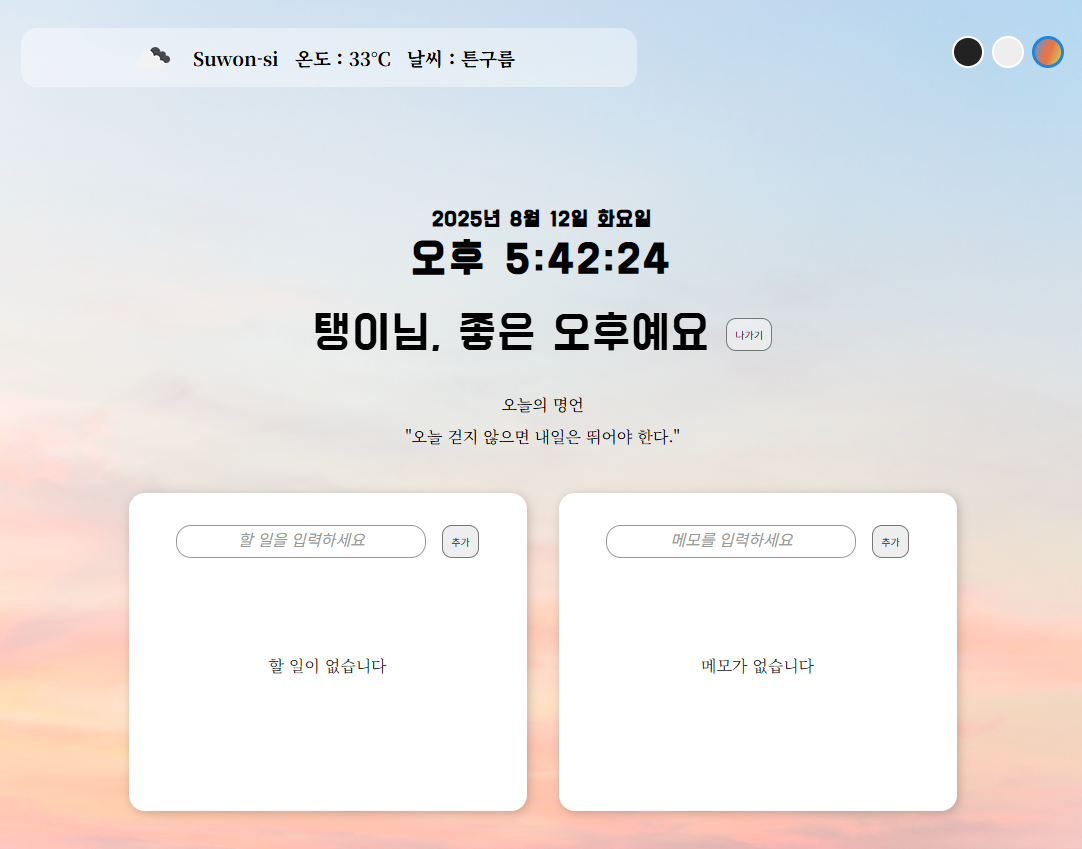 Suwon-si 온도 : 33℃ 날씨 : 튼구름
2025년 8월 12일 화요일
오후 5:42:24
탱이님, 좋은 오후예요 나가기
오늘의 명언
"오늘 걷지 않으면 내일은 뛰어야 한다."
할 일을 입력하세요 추가
메모를 입력하세요 추가
할 일이 없습니다
메모가 없습니다